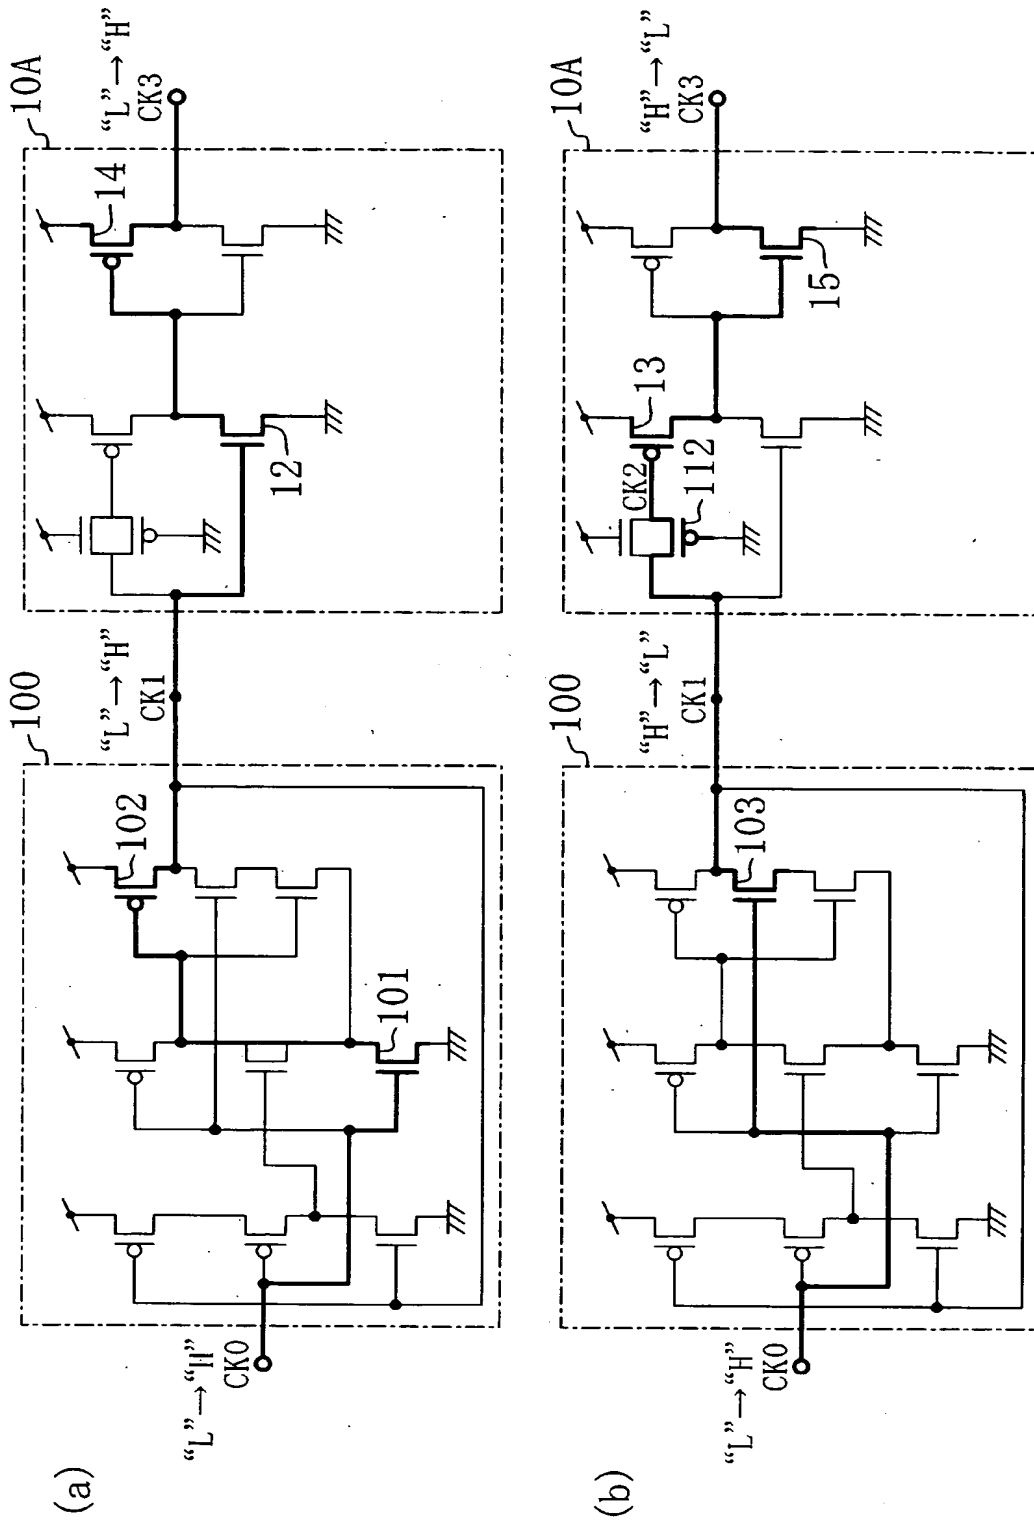 (a)
“L”→“H”
CK0
100
102
101
“L”→“H”
CK1
10A
12
14
“L”→“H”
CK3
(b)
“L”→“H”
CK0
100
103
“H”→“L”
CK1
10A
CK2
112
13
15
“H”→“L”
CK3